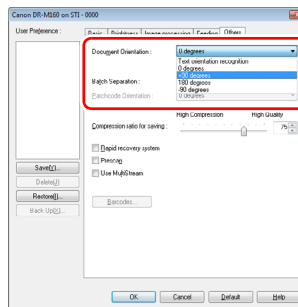 Canon DR-M160 on STI - 0000
User Preference :
Basic Brightness Image processing Feeding Others
Document Orientation : 0 degrees
Text orientation recognition
0 degrees
+90 degrees
Batch Separation : 180 degrees
-90 degrees
Patchcode Orientation : 0 degrees
High Compression High Quality
Compression ratio for saving : 75
Rapid recovery system
Prescan
Use MultiStream
Save(Y)...
Delete(J)
Restore(I)...
Barcodes...
Back Up(X)...
OK Cancel Default Help